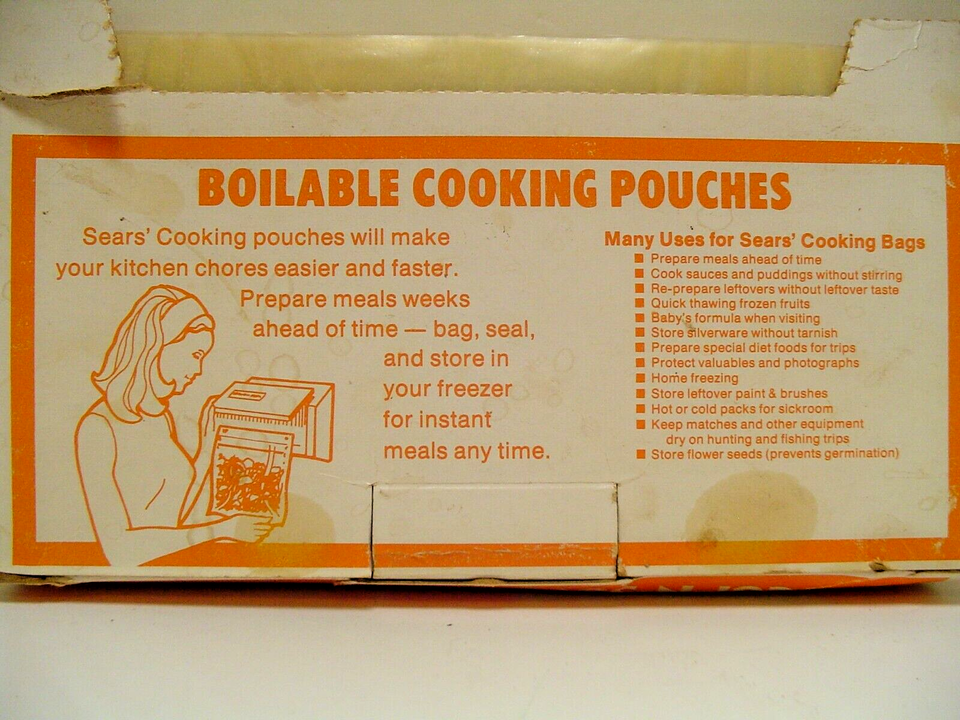 BOILABLE COOKING POUCHES
Sears' Cooking pouches will make
your kitchen chores easier and faster.
Prepare meals weeks
ahead of time — bag, seal,
and store in
your freezer
for instant
meals any time.
Many Uses for Sears' Cooking Bags
■ Prepare meals ahead of time
■ Cook sauces and puddings without stirring
■ Re-prepare leftovers without leftover taste
■ Quick thawing frozen fruits
■ Baby's formula when visiting
■ Store silverware without tarnish
■ Prepare special diet foods for trips
■ Protect valuables and photographs
■ Home freezing
■ Store leftover paint & brushes
■ Hot or cold packs for sickroom
■ Keep matches and other equipment
dry on hunting and fishing trips
■ Store flower seeds (prevents germination)